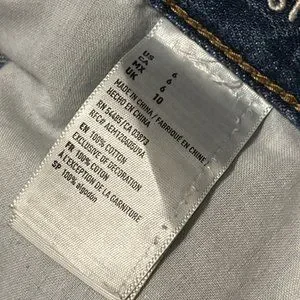 US 6
CA 6
MX 6
UK 10
MADE IN CHINA / FABRIQUÉ EN CHINE
HECHO EN CHINA
RN 54485 / CA 03873
EN 100% COTTON
EXCLUSIVE OF DECORATION
FR 100% COTON
À L'EXCEPTION DE LA GARNITURE
SP 100% algodón